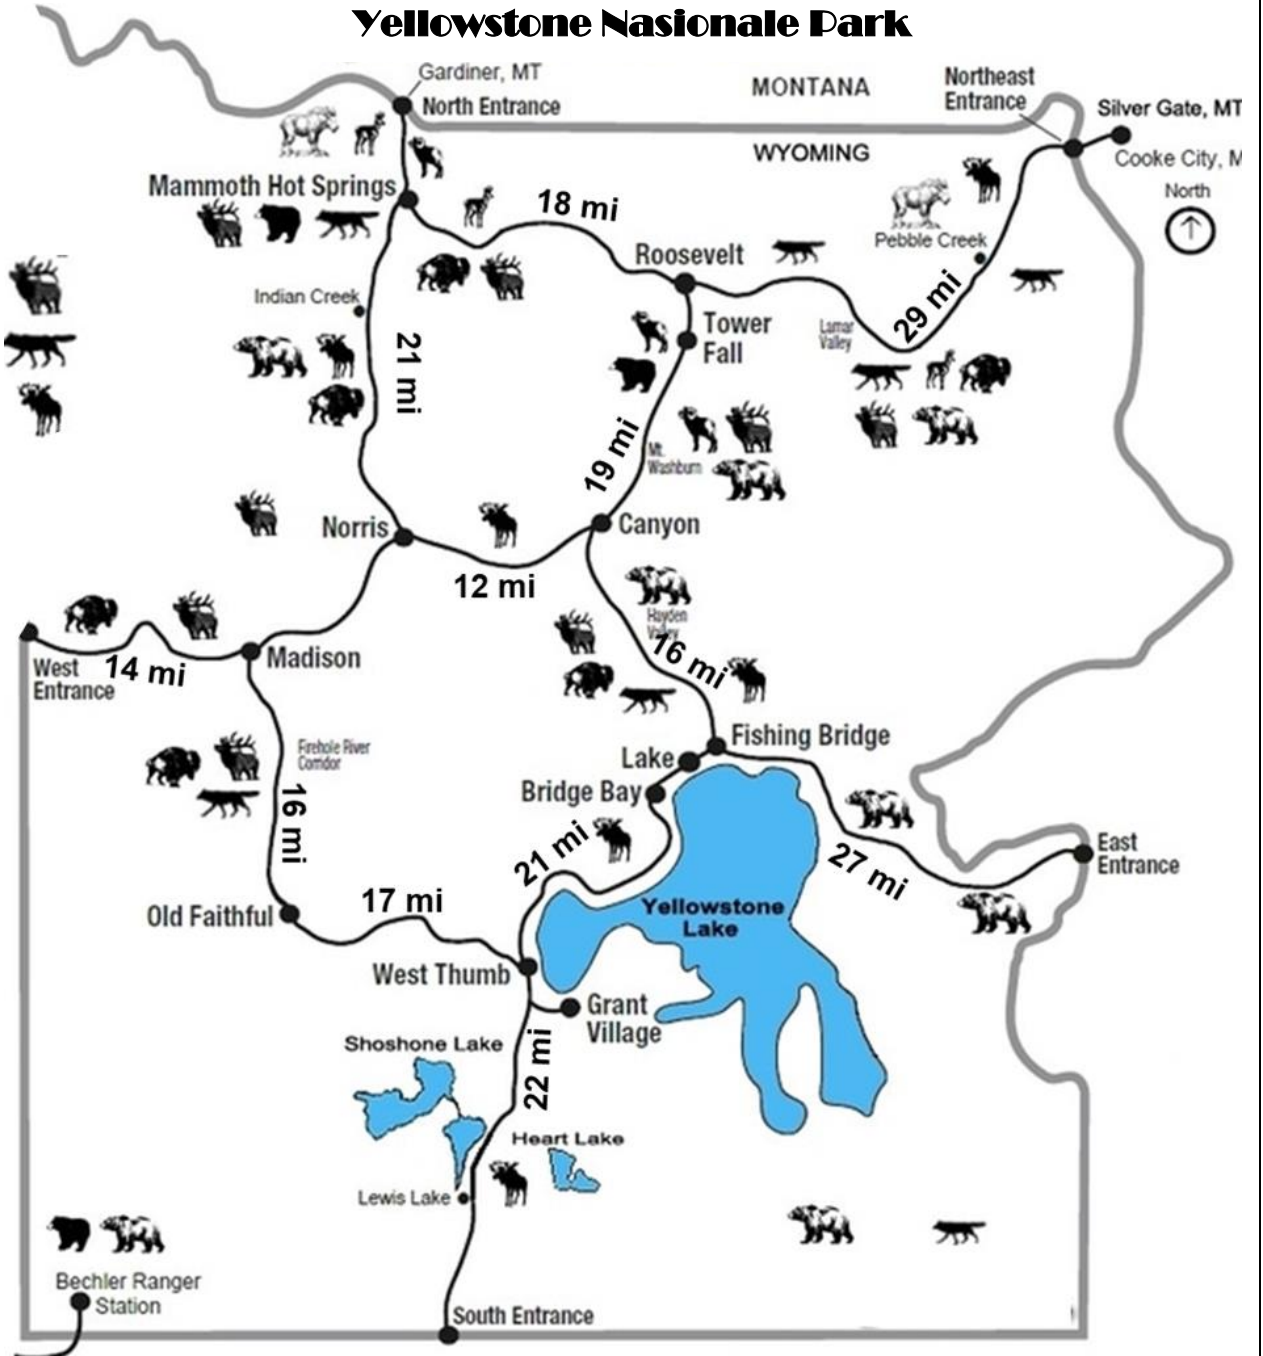 Yellowstone Nasionale Park
Gardiner, MT
North Entrance
MONTANA
WYOMING
Northeast
Entrance
Silver Gate, MT
Cooke City, M
North
Mammoth Hot Springs
18 mi
Pebble Creek
Roosevelt
Indian Creek
29 mi
Tower
Fall
Lamar
Valley
21 mi
19 mi
Mt.
Washburn
Norris
Canyon
12 mi
Hayden
Valley
16 mi
West
Entrance
14 mi
Madison
Firehole River
Corridor
16 mi
Fishing Bridge
Lake
Bridge Bay
21 mi
27 mi
East
Entrance
Old Faithful
17 mi
Yellowstone
Lake
West Thumb
Grant
Village
22 mi
Shoshone Lake
Heart Lake
Lewis Lake
Bechler Ranger
Station
South Entrance